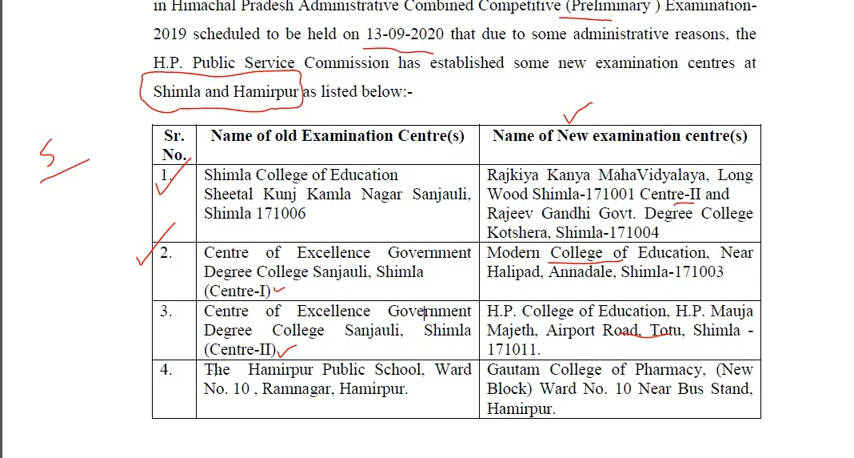 in Himachal Pradesh Administrative Combined Competitive (Preliminary ) Examination-
2019 scheduled to be held on 13-09-2020 that due to some administrative reasons, the
H.P. Public Service Commission has established some new examination centres at
Shimla and Hamirpur as listed below:-
Sr. No.
Name of old Examination Centre(s)
Name of New examination centre(s)
1.
Shimla College of Education
Sheetal Kunj Kamla Nagar Sanjauli,
Shimla 171006
Rajkiya Kanya MahaVidyalaya, Long
Wood Shimla-171001 Centre-II and
Rajeev Gandhi Govt. Degree College
Kotshera, Shimla-171004
2.
Centre of Excellence Government
Degree College Sanjauli, Shimla
(Centre-I)
Modern College of Education, Near
Halipad, Annadale, Shimla-171003
3.
Centre of Excellence Government
Degree College Sanjauli, Shimla
(Centre-II)
H.P. College of Education, H.P. Mauja
Majeth, Airport Road, Totu, Shimla -
171011.
4.
The Hamirpur Public School, Ward
No. 10 , Ramnagar, Hamirpur.
Gautam College of Pharmacy, (New
Block) Ward No. 10 Near Bus Stand,
Hamirpur.